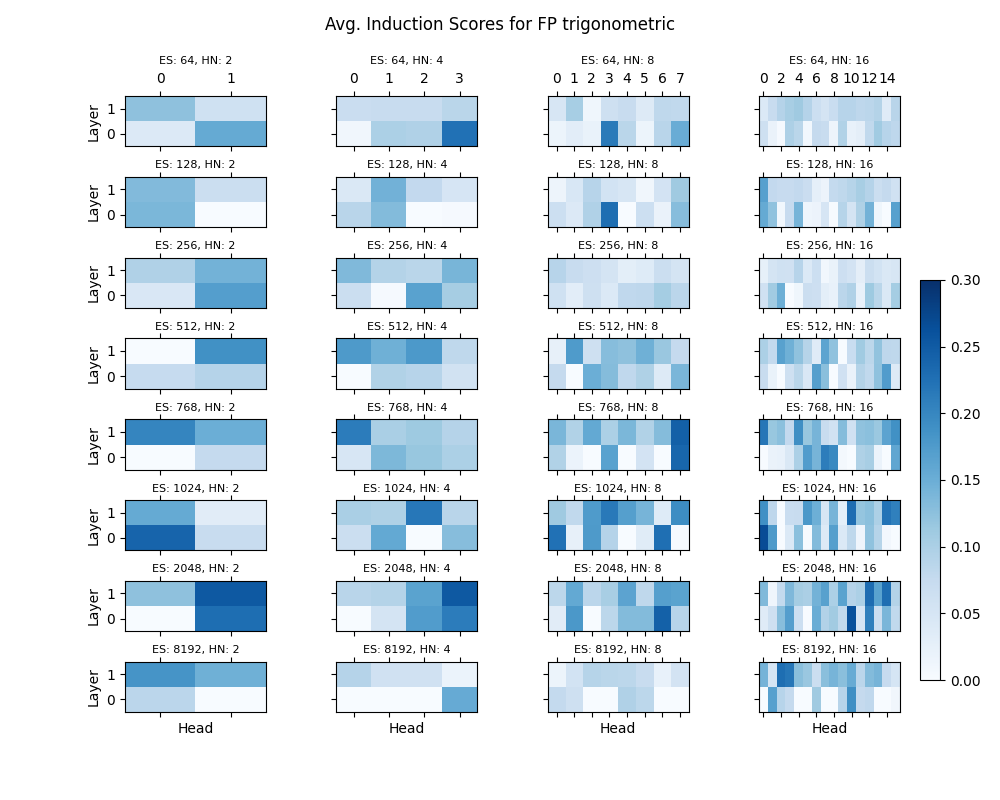 Avg. Induction Scores for FP trigonometric
ES: 64, HN: 2 ES: 64, HN: 4 ES: 64, HN: 8 ES: 64, HN: 16
0 1 0 1 2 3 0 1 2 3 4 5 6 7 0 2 4 6 8 10 12 14
Layer 1
0
ES: 128, HN: 2 ES: 128, HN: 4 ES: 128, HN: 8 ES: 128, HN: 16
Layer 1
0
ES: 256, HN: 2 ES: 256, HN: 4 ES: 256, HN: 8 ES: 256, HN: 16
Layer 1
0
0.30
ES: 512, HN: 2 ES: 512, HN: 4 ES: 512, HN: 8 ES: 512, HN: 16
Layer 1
0
0.25
ES: 768, HN: 2 ES: 768, HN: 4 ES: 768, HN: 8 ES: 768, HN: 16
0.20
Layer 1
0
0.15
ES: 1024, HN: 2 ES: 1024, HN: 4 ES: 1024, HN: 8 ES: 1024, HN: 16
Layer 1
0
0.10
ES: 2048, HN: 2 ES: 2048, HN: 4 ES: 2048, HN: 8 ES: 2048, HN: 16
Layer 1
0
0.05
ES: 8192, HN: 2 ES: 8192, HN: 4 ES: 8192, HN: 8 ES: 8192, HN: 16
Layer 1
0
0.00
Head Head Head Head